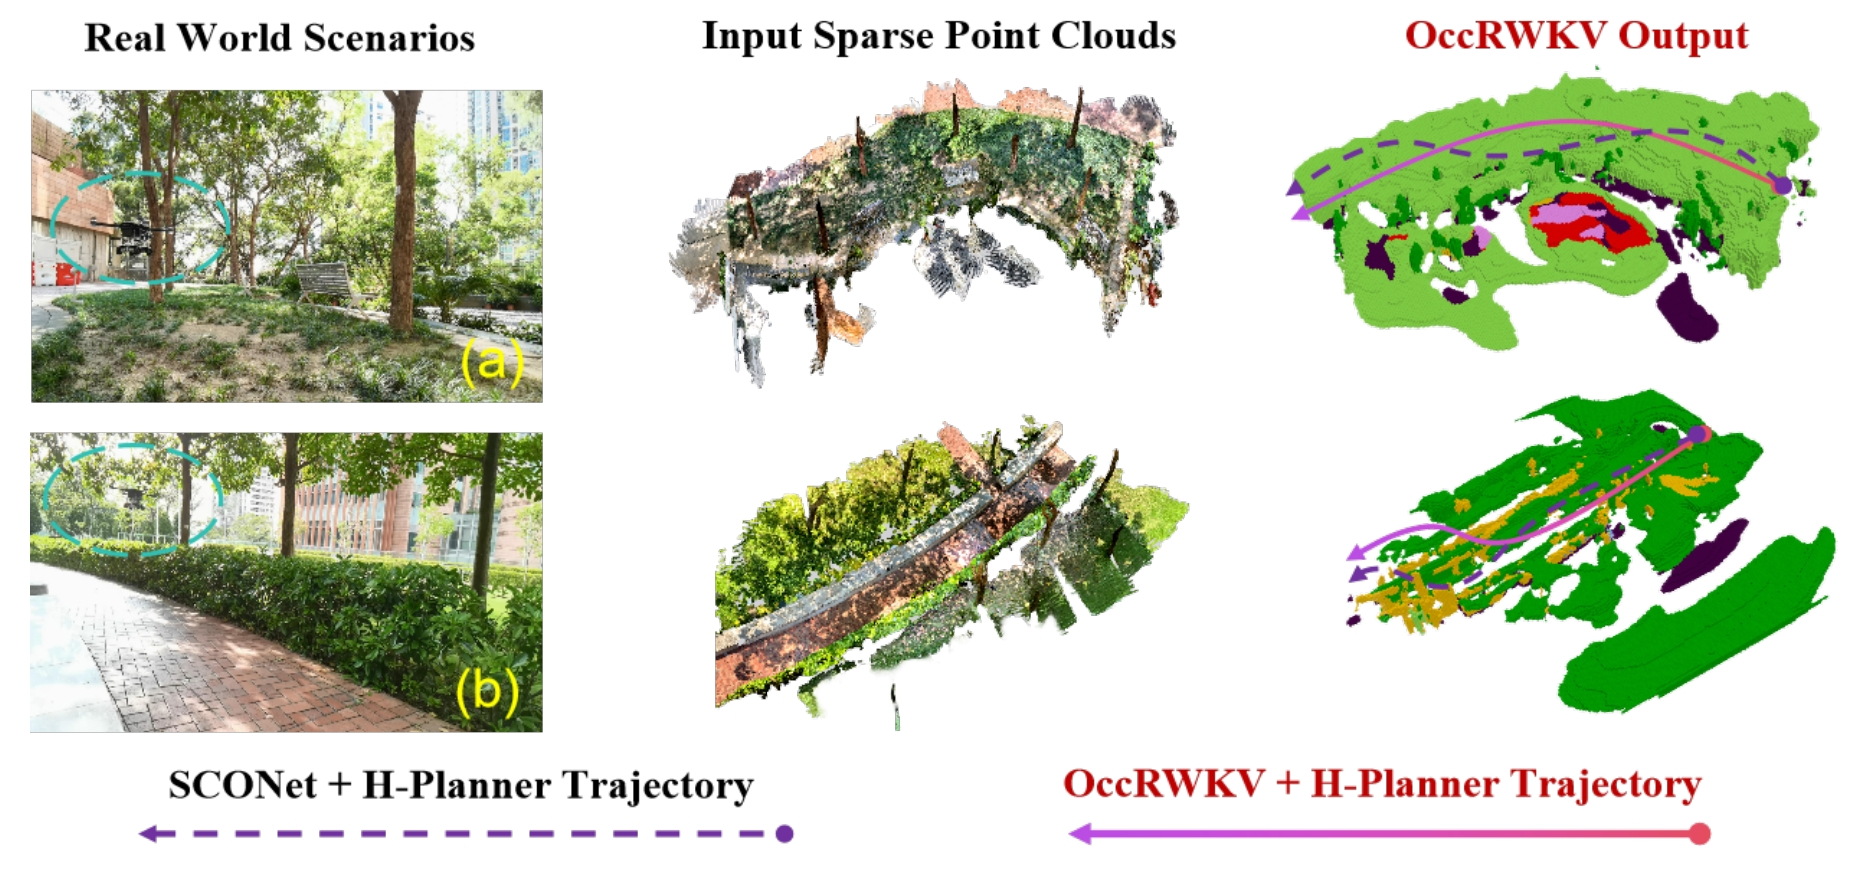 Real World Scenarios
Input Sparse Point Clouds
OccRWKV Output
(a)
(b)
SCONet + H-Planner Trajectory
OccRWKV + H-Planner Trajectory